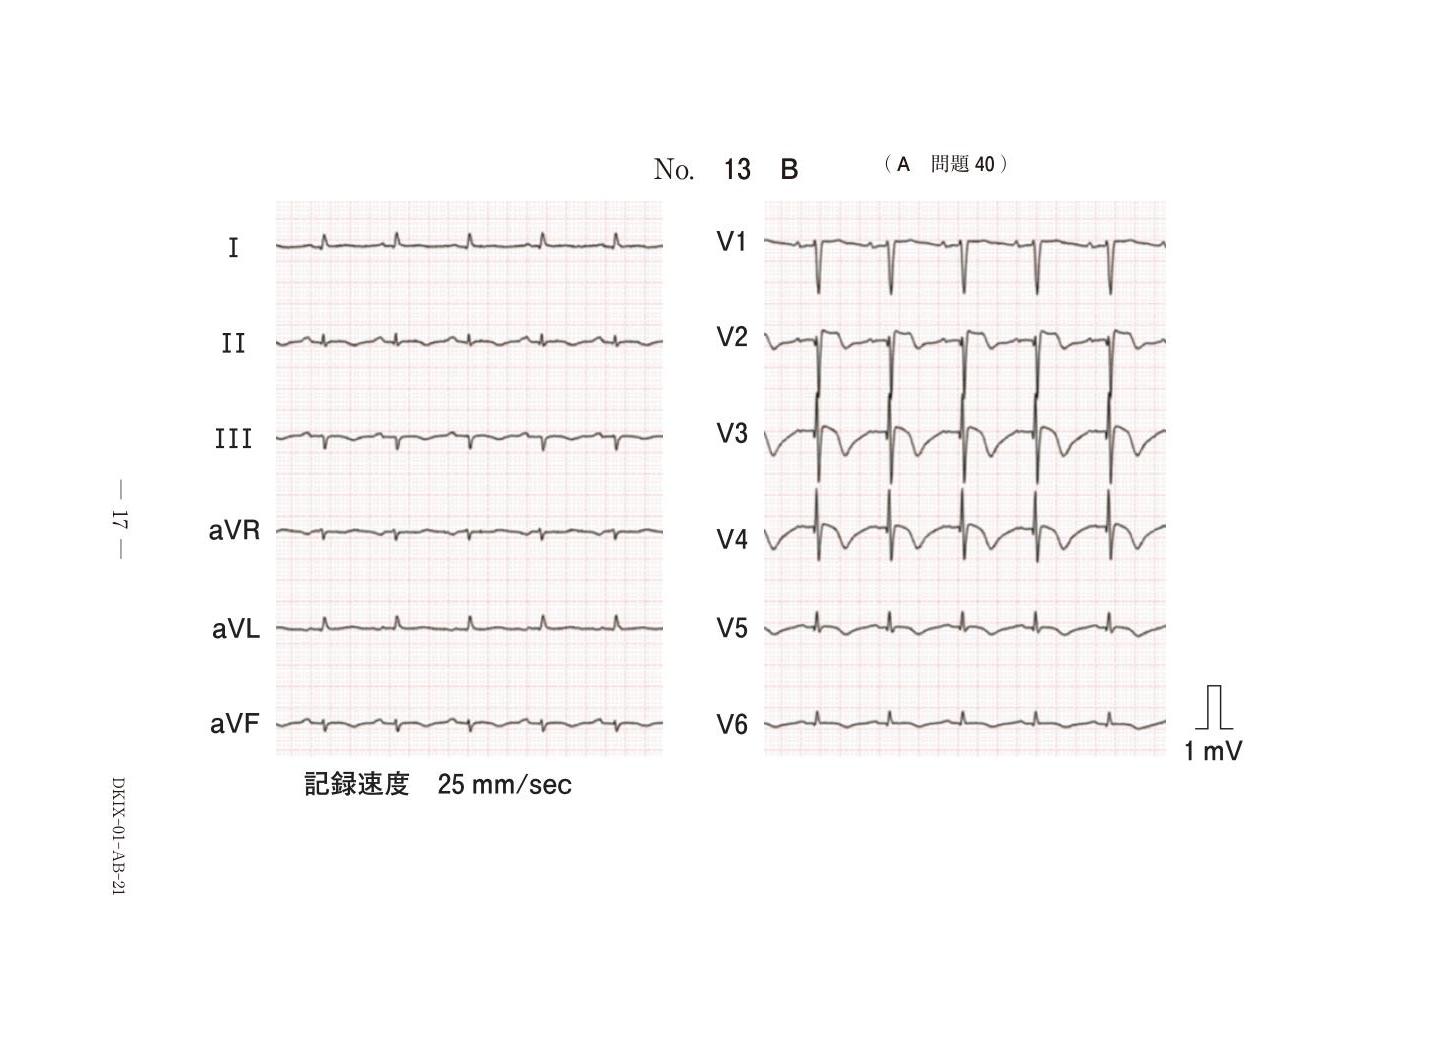 No. 13 B （A 問題 40）
I
II
III
aVR
aVL
aVF
V1
V2
V3
V4
V5
V6
1 mV
記録速度 25 mm/sec
— 17 —
DKIX-01-AB-21